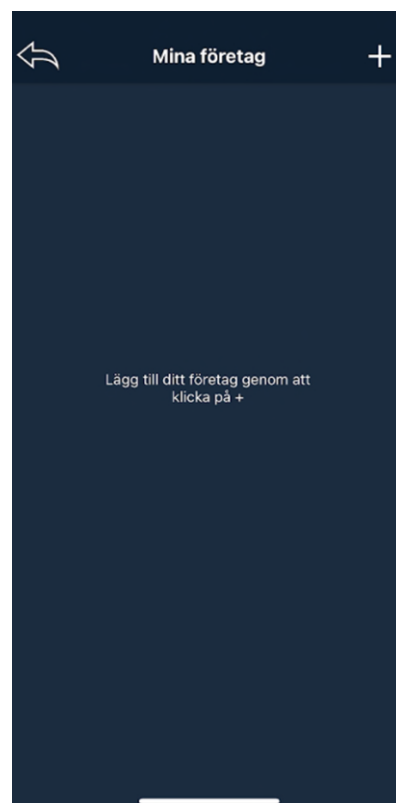 Mina företag
+
Lägg till ditt företag genom att
klicka på +